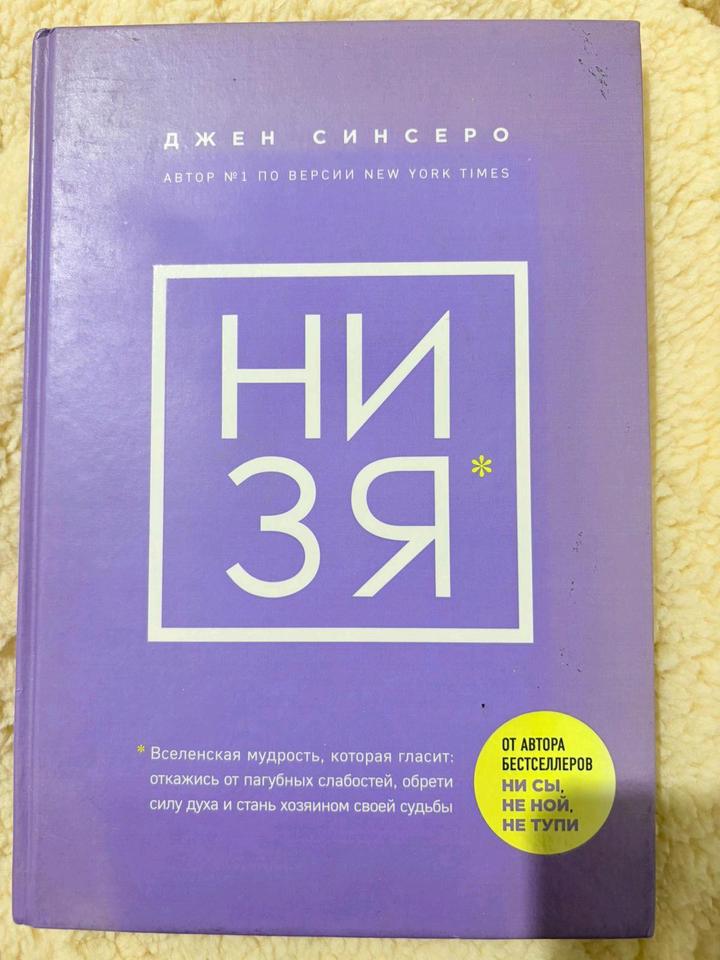 ДЖЕН СИНСЕРО
АВТОР №1 ПО ВЕРСИИ NEW YORK TIMES
НИ
ЗЯ*
* Вселенская мудрость, которая гласит:
откажись от пагубных слабостей, обрети
силу духа и стань хозяином своей судьбы
ОТ АВТОРА
БЕСТСЕЛЛЕРОВ
НИ СЫ,
НЕ НОЙ,
НЕ ТУПИ